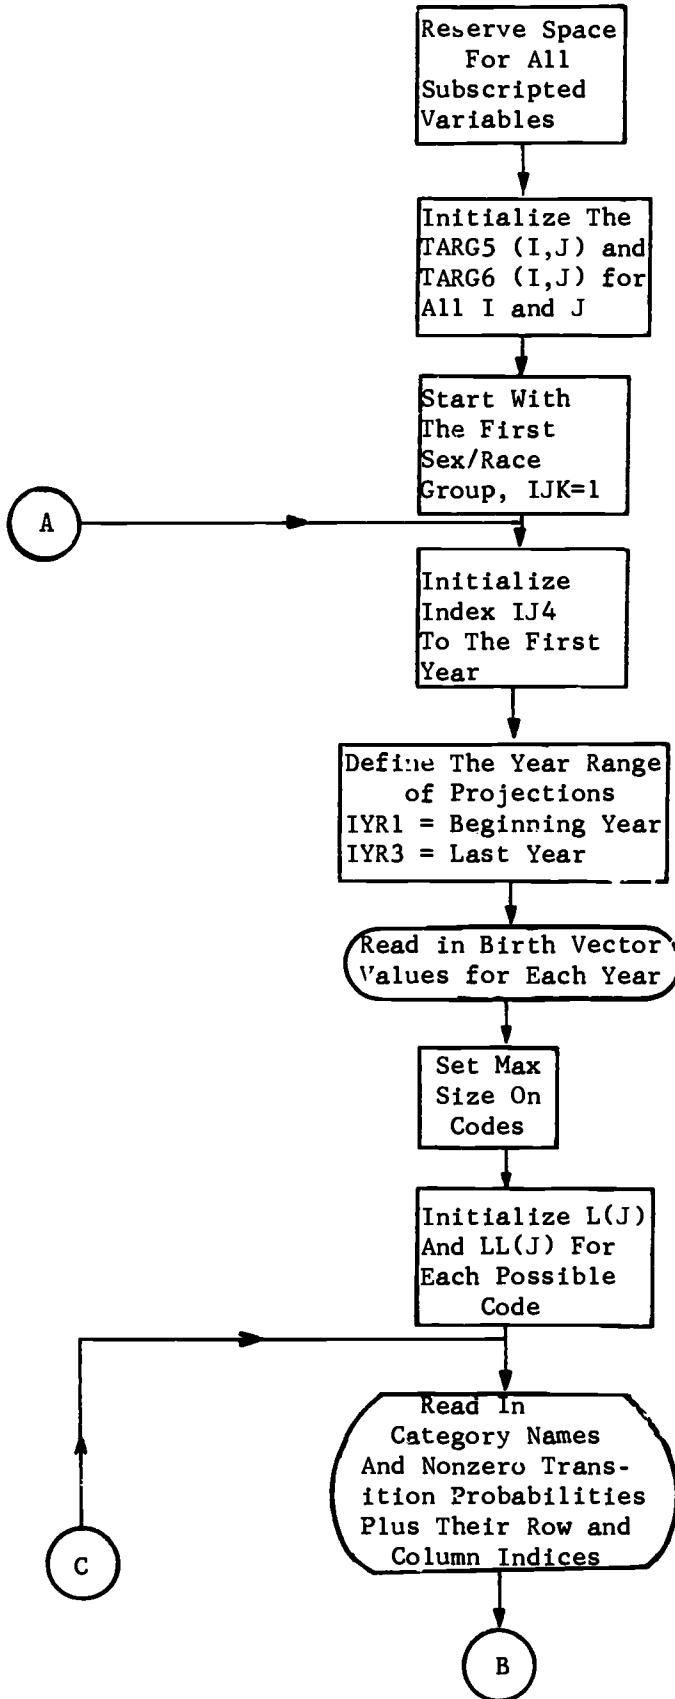 Reserve Space
For All
Subscripted
Variables
Initialize The
TARG5 (I,J) and
TARG6 (I,J) for
All I and J
Start With
The First
Sex/Race
Group, IJK=1
A
Initialize
Index IJ4
To The First
Year
Define The Year Range
of Projections
IYR1 = Beginning Year
IYR3 = Last Year
Read in Birth Vector
Values for Each Year
Set Max
Size On
Codes
Initialize L(J)
And LL(J) For
Each Possible
Code
Read In
Category Names
And Nonzero Trans-
ition Probabilities
Plus Their Row and
Column Indices
C
B